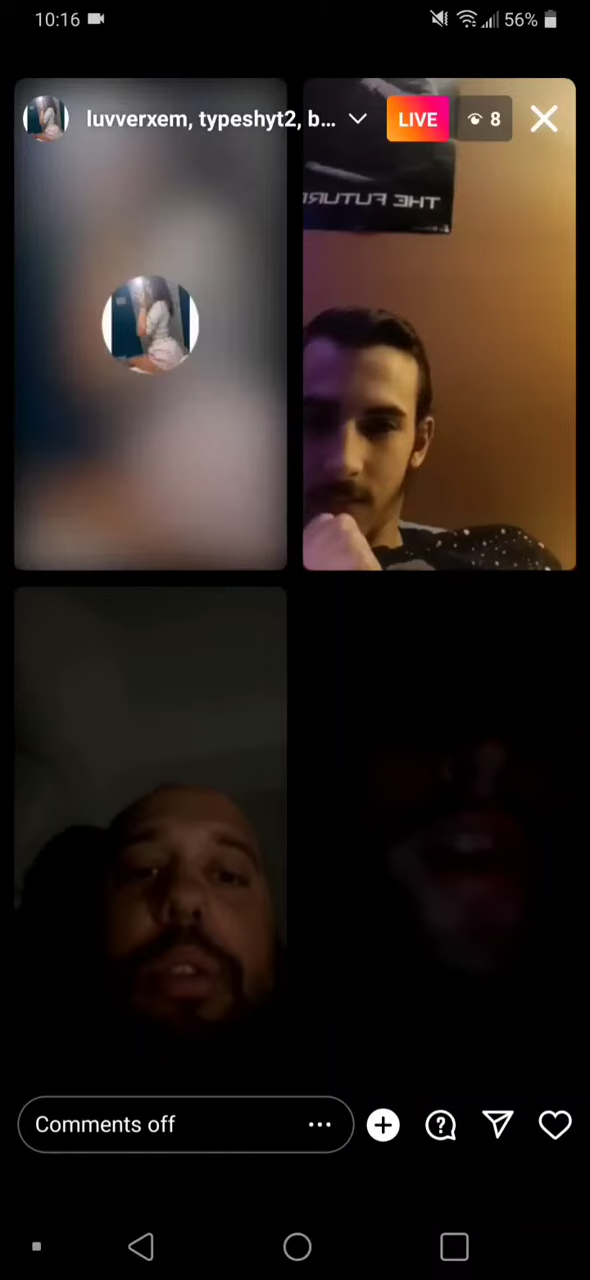 10:16
56%
luvverxem, typeshyt2, b...
LIVE
8
THE FUTUR
Comments off